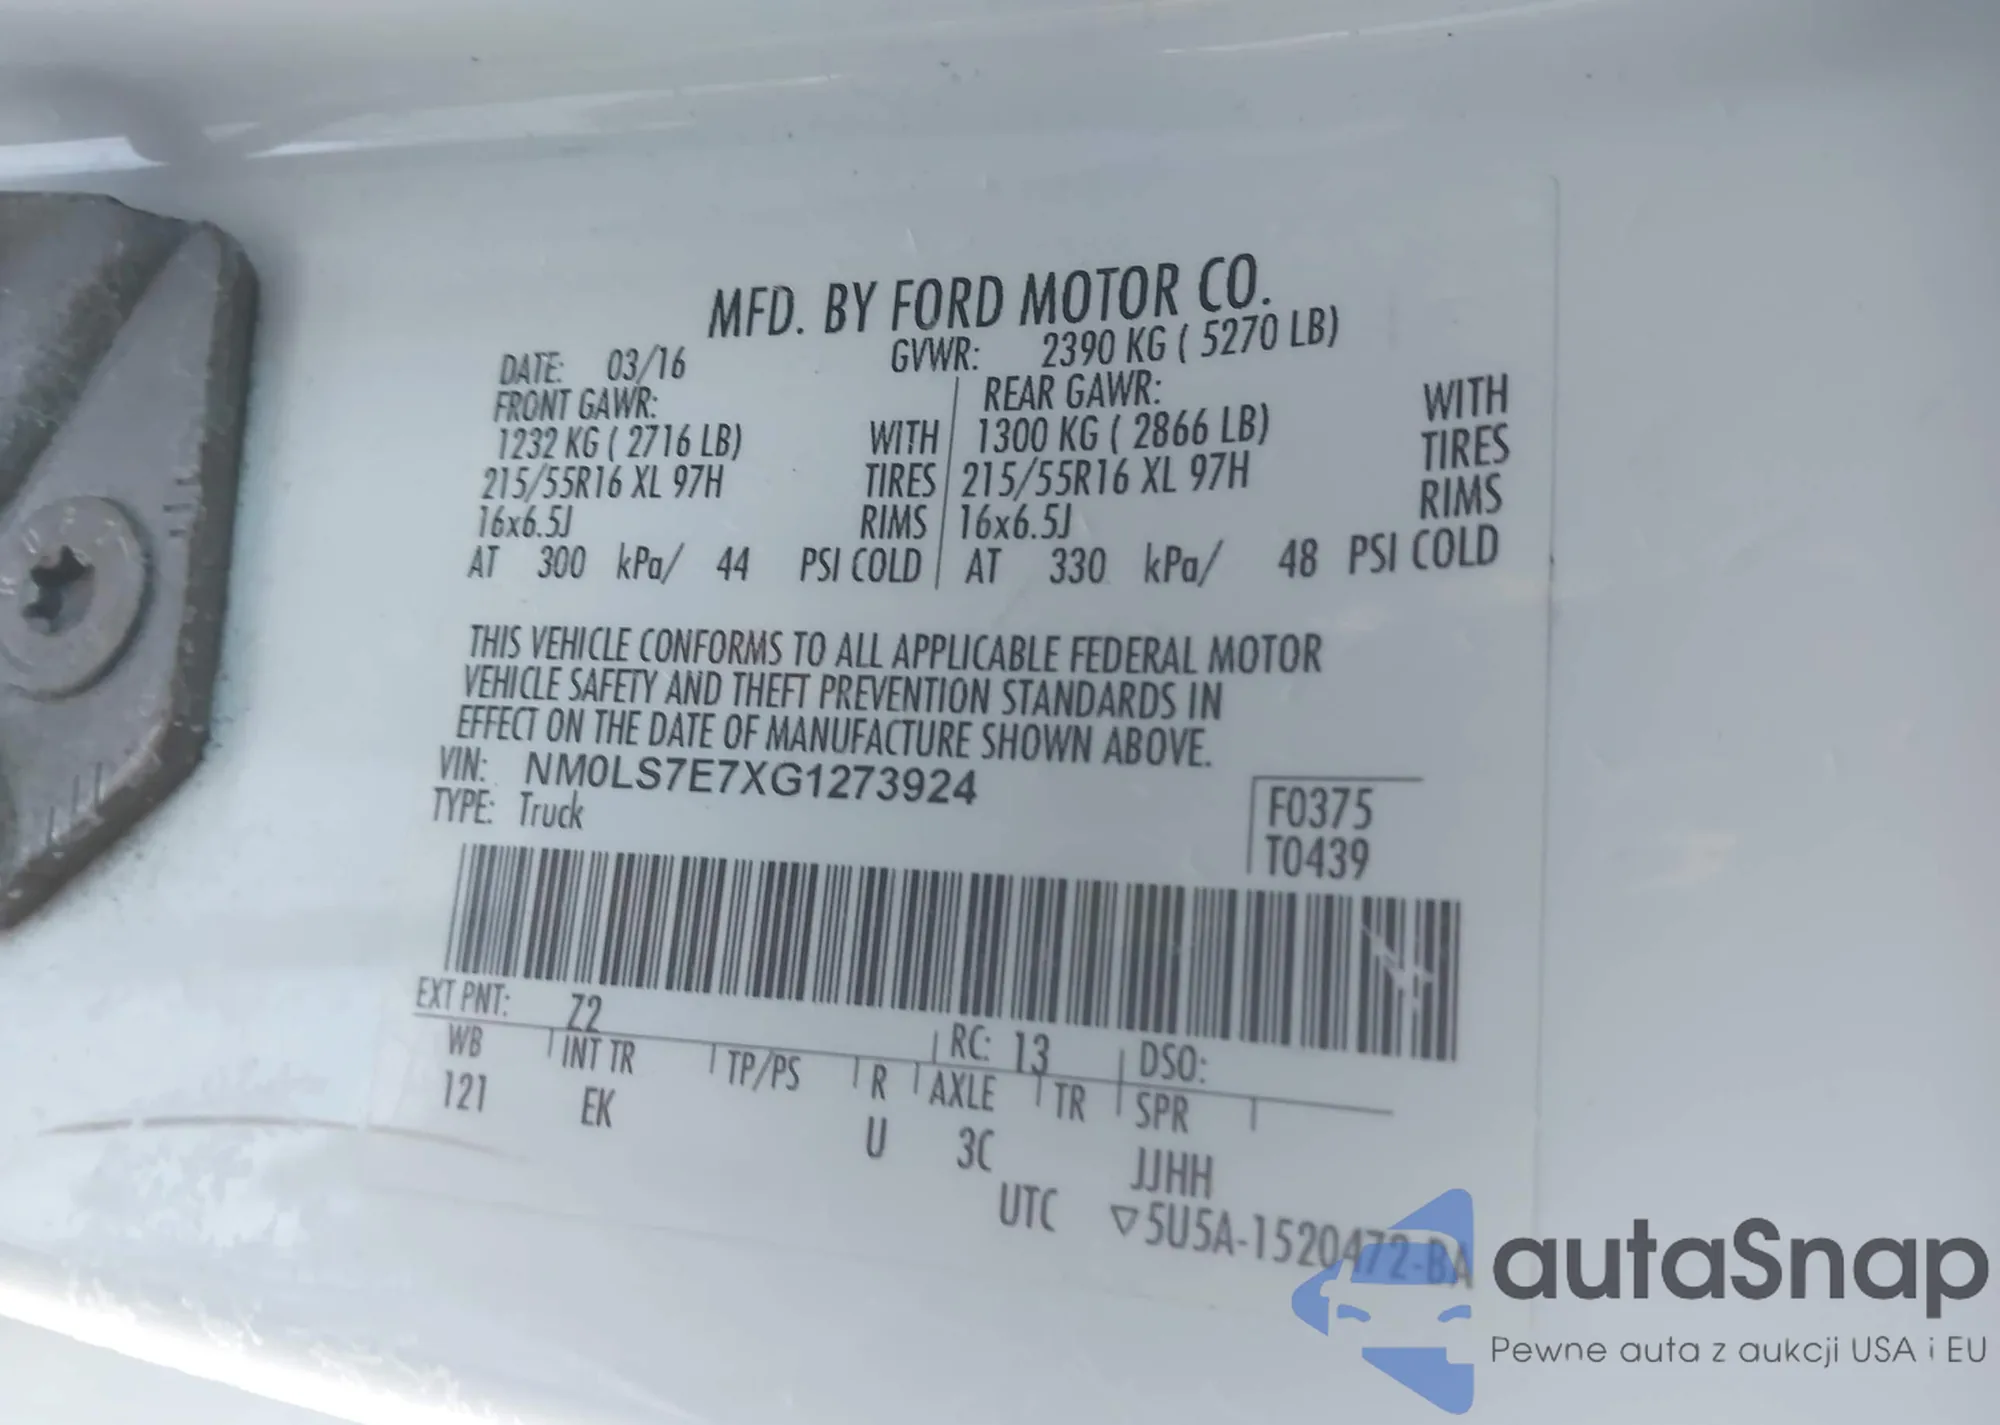 MFD. BY FORD MOTOR CO.
DATE: 03/16 GVWR: 2390 KG ( 5270 LB)
FRONT GAWR: REAR GAWR:
1232 KG ( 2716 LB) WITH 1300 KG ( 2866 LB) WITH
215/55R16 XL 97H TIRES 215/55R16 XL 97H TIRES
16x6.5J RIMS 16x6.5J RIMS
AT 300 kPa/ 44 PSI COLD AT 330 kPa/ 48 PSI COLD
THIS VEHICLE CONFORMS TO ALL APPLICABLE FEDERAL MOTOR
VEHICLE SAFETY AND THEFT PREVENTION STANDARDS IN
EFFECT ON THE DATE OF MANUFACTURE SHOWN ABOVE.
VIN: NM0LS7E7XG1273924
TYPE: Truck
F0375
T0439
EXT PNT: Z2 RC: 13 DSO:
WB INT TR TP/PS R AXLE TR SPR
121 EK U 3C JJHH
UTC ▽5U5A-1520472-BA
autaSnap
Pewne auta z aukcji USA i EU